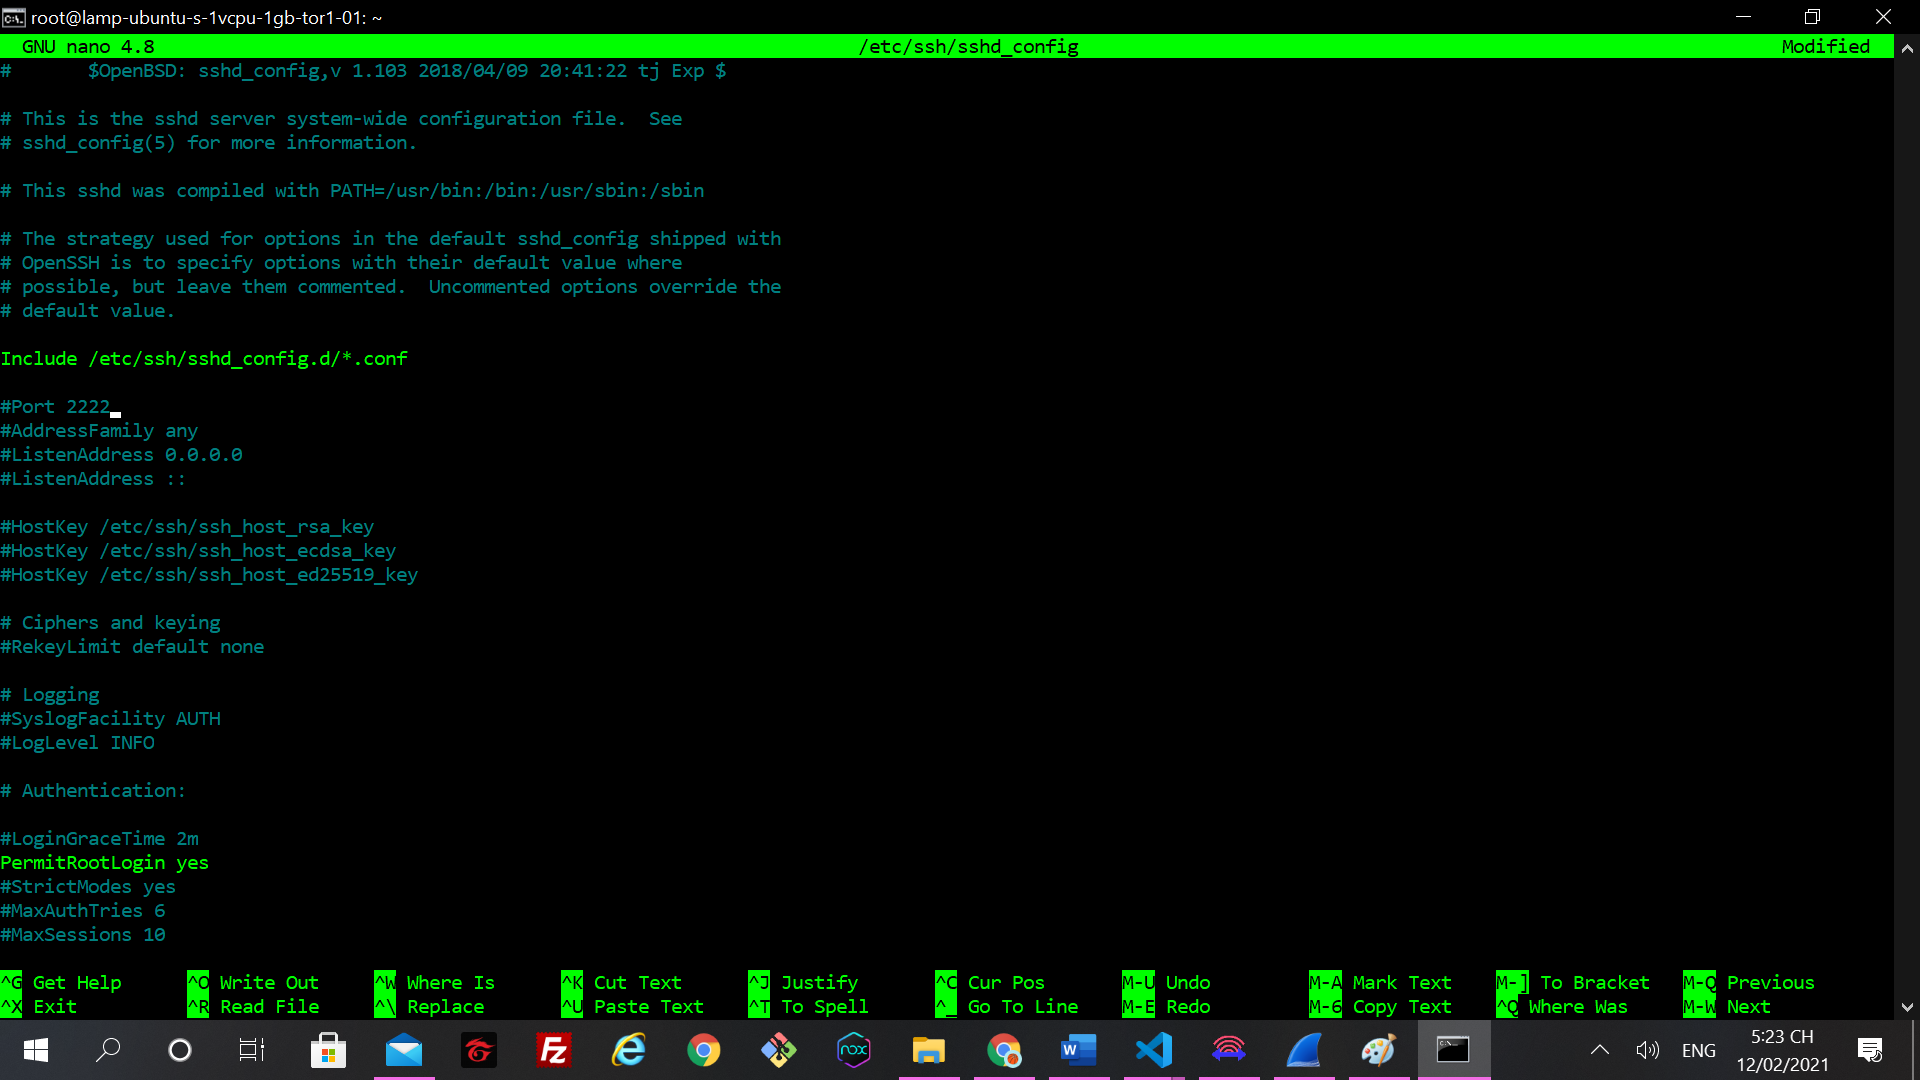 root@lamp-ubuntu-s-1vcpu-1gb-tor1-01: ~
GNU nano 4.8 /etc/ssh/sshd_config Modified
# $OpenBSD: sshd_config,v 1.103 2018/04/09 20:41:22 tj Exp $
# This is the sshd server system-wide configuration file.  See
# sshd_config(5) for more information.
# This sshd was compiled with PATH=/usr/bin:/bin:/usr/sbin:/sbin
# The strategy used for options in the default sshd_config shipped with
# OpenSSH is to specify options with their default value where
# possible, but leave them commented.  Uncommented options override the
# default value.
Include /etc/ssh/sshd_config.d/*.conf
#Port 2222
#AddressFamily any
#ListenAddress 0.0.0.0
#ListenAddress ::
#HostKey /etc/ssh/ssh_host_rsa_key
#HostKey /etc/ssh/ssh_host_ecdsa_key
#HostKey /etc/ssh/ssh_host_ed25519_key
# Ciphers and keying
#RekeyLimit default none
# Logging
#SyslogFacility AUTH
#LogLevel INFO
# Authentication:
#LoginGraceTime 2m
PermitRootLogin yes
#StrictModes yes
#MaxAuthTries 6
#MaxSessions 10
^G Get Help ^O Write Out ^W Where Is ^K Cut Text ^J Justify ^C Cur Pos M-U Undo M-A Mark Text M-] To Bracket M-Q Previous
^X Exit ^R Read File ^\ Replace ^U Paste Text ^T To Spell ^_ Go To Line M-E Redo M-6 Copy Text ^Q Where Was M-W Next
ENG 5:23 CH
12/02/2021